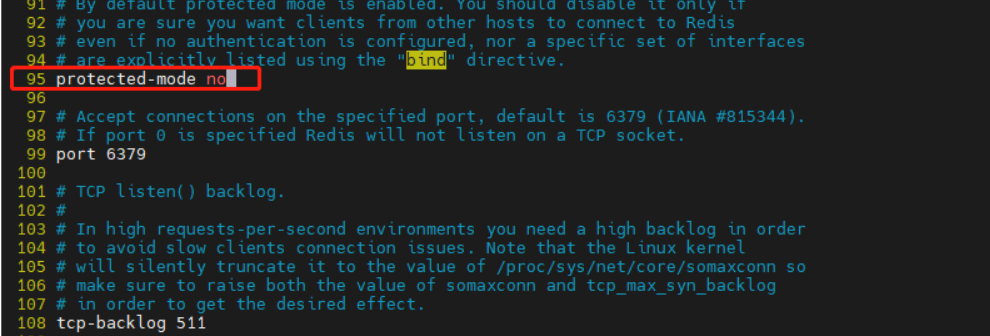 91 # By default protected mode is enabled. You should disable it only if
92 # you are sure you want clients from other hosts to connect to Redis
93 # even if no authentication is configured, nor a specific set of interfaces
94 # are explicitly listed using the "bind" directive.
95 protected-mode no
96
97 # Accept connections on the specified port, default is 6379 (IANA #815344).
98 # If port 0 is specified Redis will not listen on a TCP socket.
99 port 6379
100
101 # TCP listen() backlog.
102 #
103 # In high requests-per-second environments you need a high backlog in order
104 # to avoid slow clients connection issues. Note that the Linux kernel
105 # will silently truncate it to the value of /proc/sys/net/core/somaxconn so
106 # make sure to raise both the value of somaxconn and tcp_max_syn_backlog
107 # in order to get the desired effect.
108 tcp-backlog 511